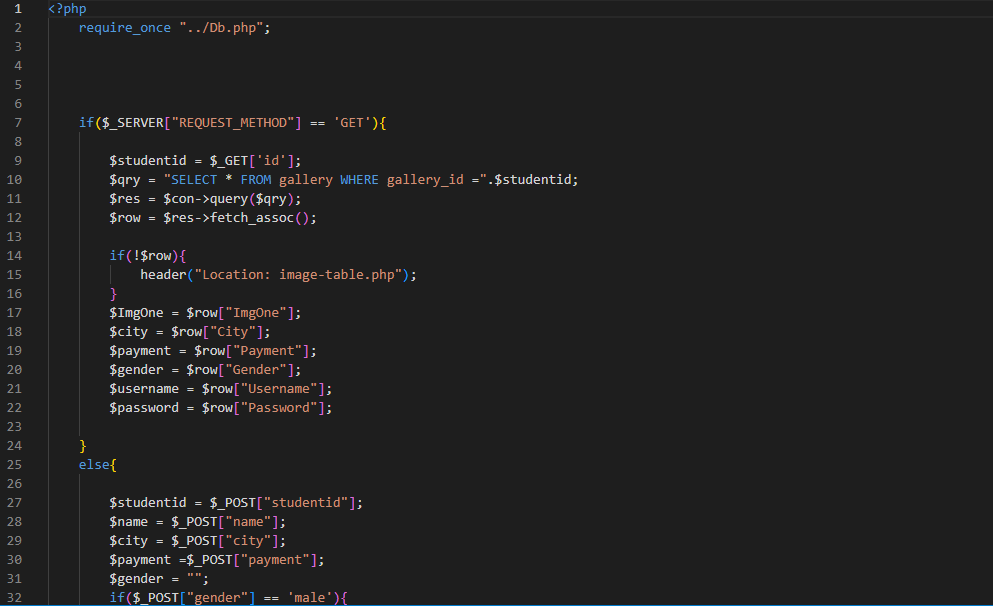 1 <?php
2 require_once "../Db.php";
3
4
5
6
7 if($_SERVER["REQUEST_METHOD"] == 'GET'){
8
9 $studentid = $_GET['id'];
10 $qry = "SELECT * FROM gallery WHERE gallery_id =".$studentid;
11 $res = $con->query($qry);
12 $row = $res->fetch_assoc();
13
14 if(!$row){
15 header("Location: image-table.php");
16 }
17 $ImgOne = $row["ImgOne"];
18 $city = $row["City"];
19 $payment = $row["Payment"];
20 $gender = $row["Gender"];
21 $username = $row["Username"];
22 $password = $row["Password"];
23
24 }
25 else{
26
27 $studentid = $_POST["studentid"];
28 $name = $_POST["name"];
29 $city = $_POST["city"];
30 $payment =$_POST["payment"];
31 $gender = "";
32 if($_POST["gender"] == 'male'){